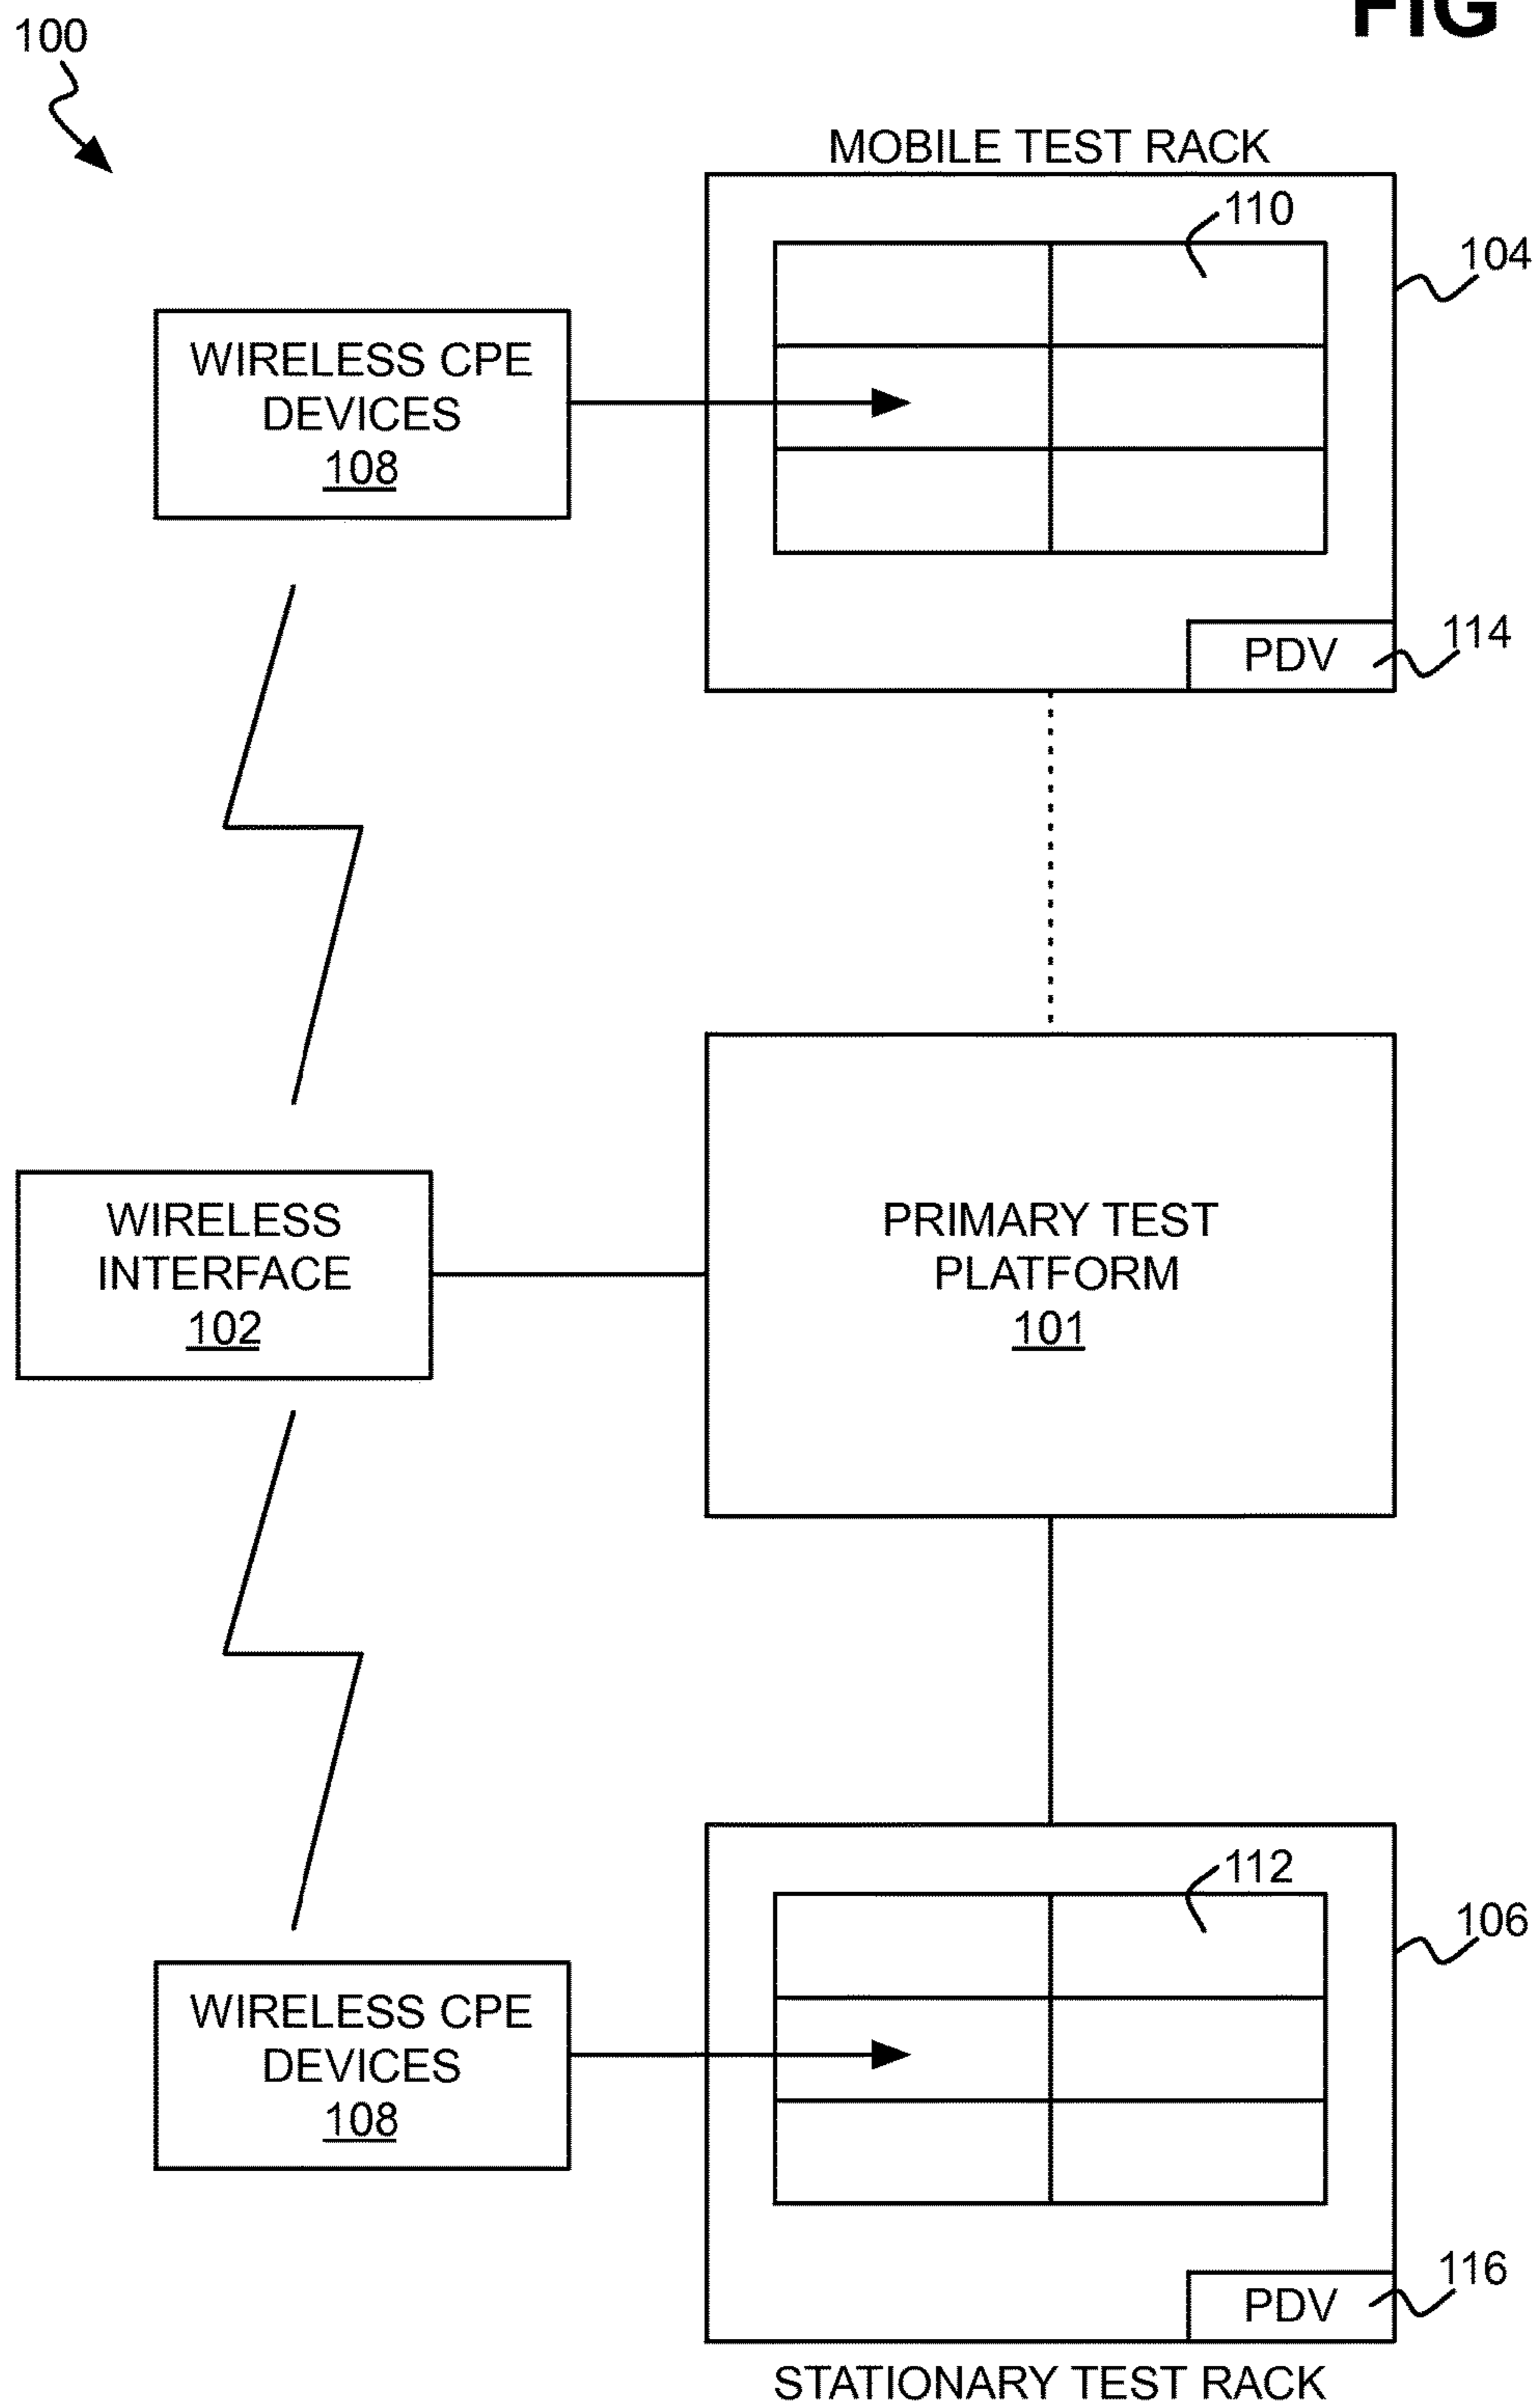 FIG
100
MOBILE TEST RACK
110
104
WIRELESS CPE
DEVICES
108
PDV
114
WIRELESS
INTERFACE
102
PRIMARY TEST
PLATFORM
101
112
106
WIRELESS CPE
DEVICES
108
PDV
116
STATIONARY TEST RACK